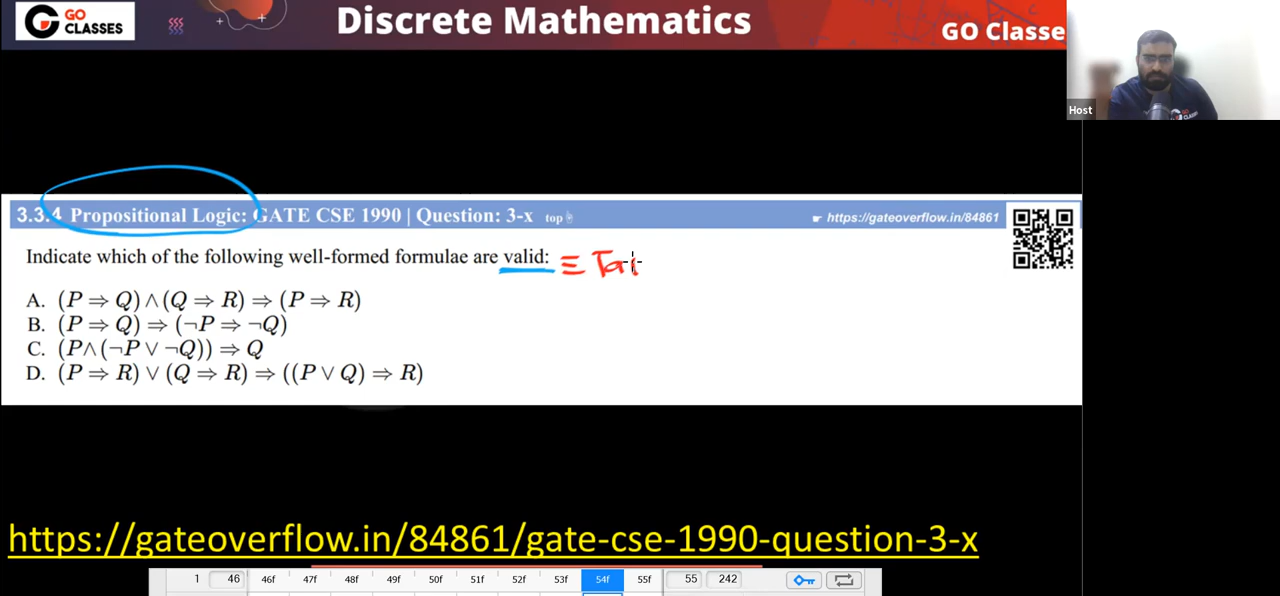 GO CLASSES
Discrete Mathematics
GO Classe
Host
3.3.4 Propositional Logic: GATE CSE 1990 | Question: 3-x top
https://gateoverflow.in/84861
Indicate which of the following well-formed formulae are valid: ≡ Tau
A. (P ⇒ Q) ∧ (Q ⇒ R) ⇒ (P ⇒ R)
B. (P ⇒ Q) ⇒ (¬P ⇒ ¬Q)
C. (P∧(¬P ∨ ¬Q)) ⇒ Q
D. (P ⇒ R) ∨ (Q ⇒ R) ⇒ ((P ∨ Q) ⇒ R)
https://gateoverflow.in/84861/gate-cse-1990-question-3-x
1 46 46f 47f 48f 49f 50f 51f 52f 53f 54f 55f 55 242